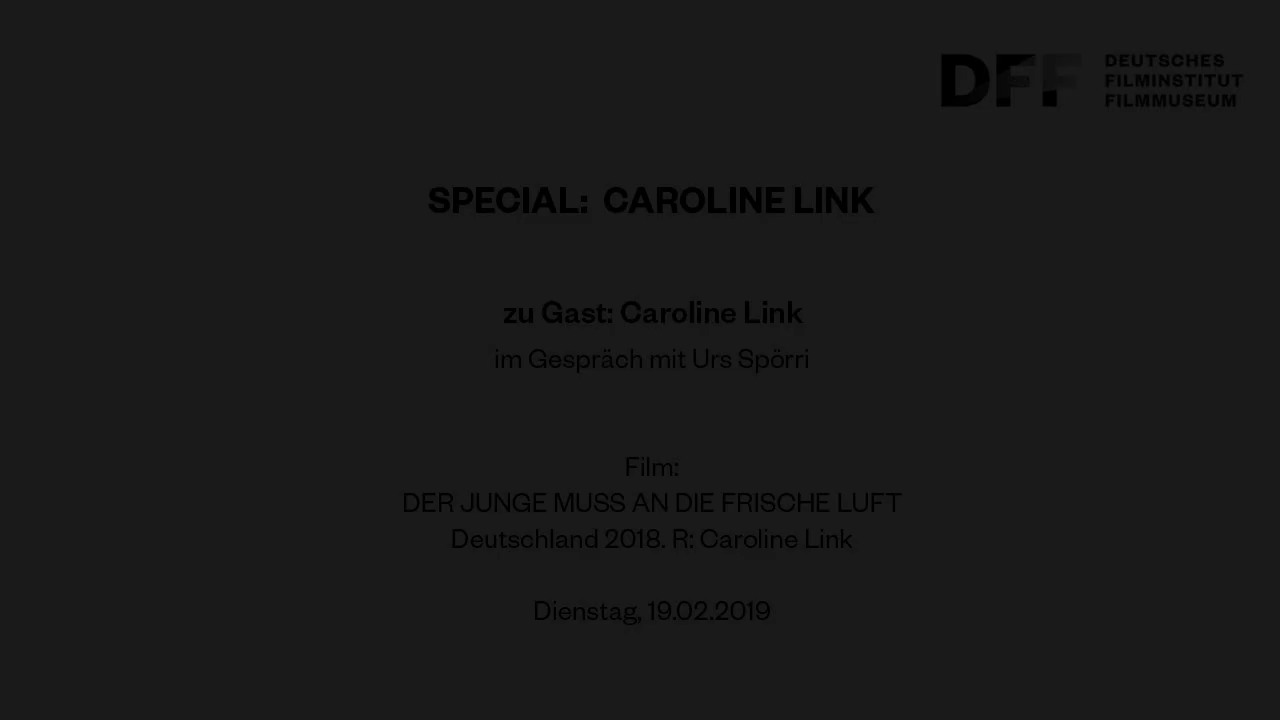 DFF DEUTSCHES
FILMINSTITUT
FILMMUSEUM
SPECIAL: CAROLINE LINK
zu Gast: Caroline Link
im Gespräch mit Urs Spörri
Film:
DER JUNGE MUSS AN DIE FRISCHE LUFT
Deutschland 2018. R: Caroline Link
Dienstag, 19.02.2019